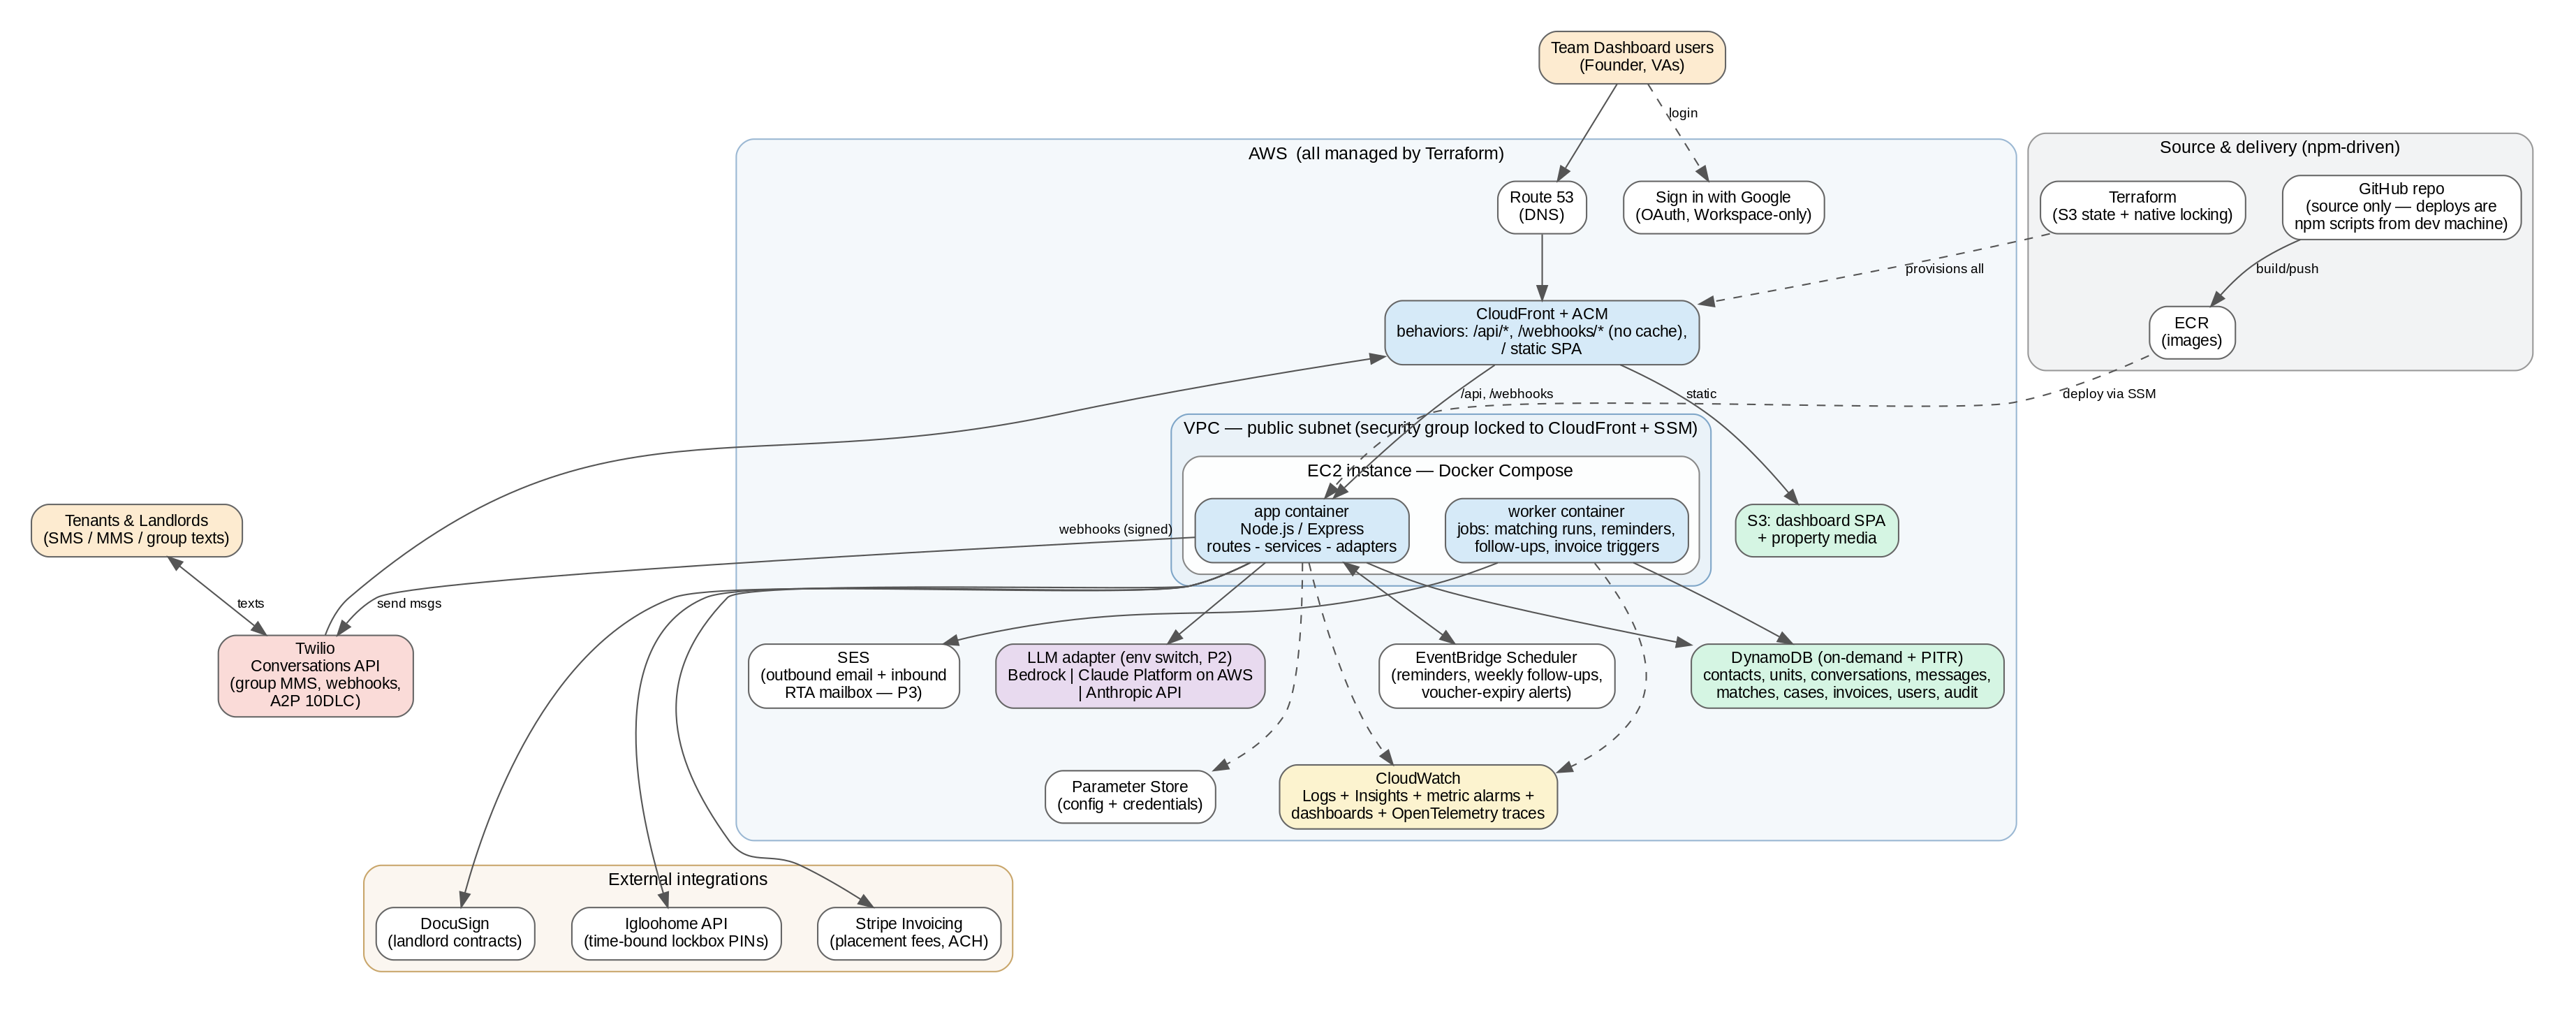 Team Dashboard users
(Founder, VAs)
login
AWS  (all managed by Terraform)
Source & delivery (npm-driven)
Route 53
(DNS)
Sign in with Google
(OAuth, Workspace-only)
Terraform
(S3 state + native locking)
GitHub repo
(source only — deploys are
npm scripts from dev machine)
provisions all
build/push
CloudFront + ACM
behaviors: /api/*, /webhooks/* (no cache),
/ static SPA
ECR
(images)
/api, /webhooks
static
deploy via SSM
VPC — public subnet (security group locked to CloudFront + SSM)
EC2 instance — Docker Compose
Tenants & Landlords
(SMS / MMS / group texts)
webhooks (signed)
app container
Node.js / Express
routes - services - adapters
worker container
jobs: matching runs, reminders,
follow-ups, invoice triggers
S3: dashboard SPA
+ property media
texts
send msgs
Twilio
Conversations API
(group MMS, webhooks,
A2P 10DLC)
SES
(outbound email + inbound
RTA mailbox — P3)
LLM adapter (env switch, P2)
Bedrock | Claude Platform on AWS
| Anthropic API
EventBridge Scheduler
(reminders, weekly follow-ups,
voucher-expiry alerts)
DynamoDB (on-demand + PITR)
contacts, units, conversations, messages,
matches, cases, invoices, users, audit
Parameter Store
(config + credentials)
CloudWatch
Logs + Insights + metric alarms +
dashboards + OpenTelemetry traces
External integrations
DocuSign
(landlord contracts)
Igloohome API
(time-bound lockbox PINs)
Stripe Invoicing
(placement fees, ACH)